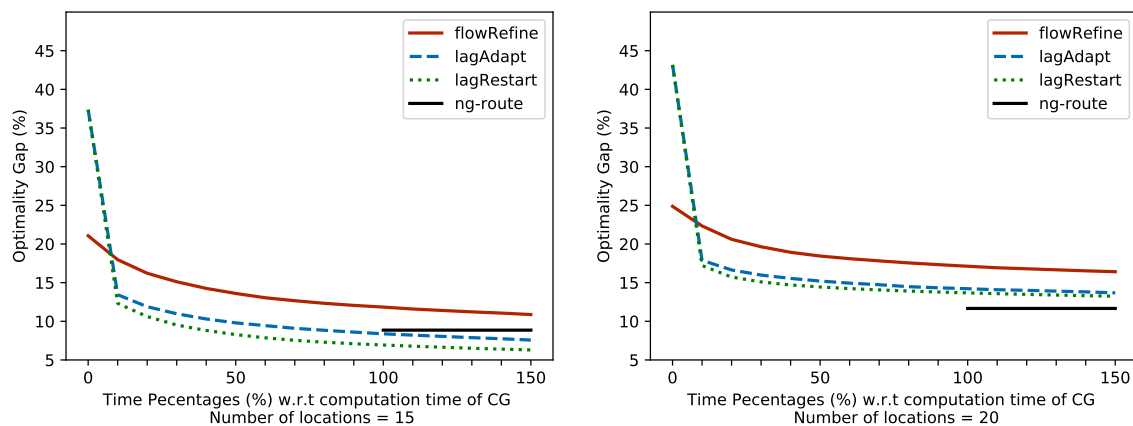 45
40
35
30
25
20
15
10
5
Optimality Gap (%)
flowRefine
lagAdapt
lagRestart
ng-route
0
50
100
150
Time Pecentages (%) w.r.t computation time of CG
Number of locations = 15
45
40
35
30
25
20
15
10
5
Optimality Gap (%)
flowRefine
lagAdapt
lagRestart
ng-route
0
50
100
150
Time Pecentages (%) w.r.t computation time of CG
Number of locations = 20